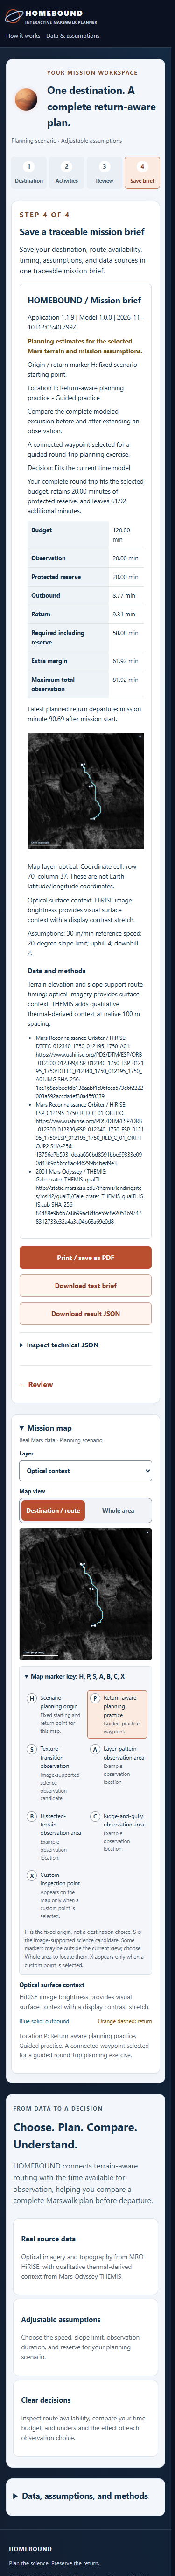 HOMEBOUND
INTERACTIVE MARSWALK PLANNER
How it works Data & assumptions
YOUR MISSION WORKSPACE
One destination. A
complete return-aware
plan.
Planning scenario · Adjustable assumptions
1 2 3 4
Destination Activities Review Save brief
STEP 4 OF 4
Save a traceable mission brief
Save your destination, route availability,
timing, assumptions, and data sources in
one traceable mission brief.
HOMEBOUND / Mission brief
Application 1.1.9 | Model 1.0.0 | 2026-11-
10T12:05:40.799Z
Planning estimates for the selected
Mars terrain and mission assumptions.
Origin / return marker H: fixed scenario
starting point.
Location P: Return-aware planning
practice - Guided practice
Compare the complete modeled
excursion before and after extending an
observation.
A connected waypoint selected for a
guided round-trip planning exercise.
Decision: Fits the current time model
Your complete round trip fits the selected
budget, retains 20.00 minutes of
protected reserve, and leaves 61.92
additional minutes.
Budget 120.00
min
Observation 20.00 min
Protected reserve 20.00 min
Outbound 8.77 min
Return 9.31 min
Required including
reserve 58.08 min
Extra margin 61.92 min
Maximum total
observation 81.92 min
Latest planned return departure: mission
minute 90.69 after mission start.
Map layer: optical. Coordinate cell: row
70, column 37. These are not Earth
latitude/longitude coordinates.
Optical surface context. HiRISE image
brightness provides visual surface context
with a display contrast stretch.
Assumptions: 30 m/min reference speed;
20-degree slope limit; uphill 4; downhill
2.
Data and methods
Terrain elevation and slope support route
timing; optical imagery provides surface
context. THEMIS adds qualitative
thermal-derived context at native 100 m
spacing.
Mars Reconnaissance Orbiter / HiRISE:
Print / save as PDF
Download text brief
Download result JSON
▶ Inspect technical JSON
← Review
▼ Mission map
Real Mars data · Planning scenario
Layer
Optical context
Map view
Destination / route Whole area
▼ Map marker key: H, P, S, A, B, C, X
H Scenario
planning origin
Fixed starting and
return point for
this map.
P Return-aware
planning
practice
Guided-practice
waypoint.
S Texture-
transition
observation
Image-supported
science
observation
candidate.
A Layer-pattern
observation area
Example
observation
location.
B Dissected-
terrain
observation area
Example
observation
location.
C Ridge-and-gully
observation area
Example
observation
location.
X Custom
inspection point
Appears on the
map only when a
custom point is
selected.
H is the fixed origin, not a destination choice. S is
the image-supported science candidate. Some
markers may be outside the current view; choose
Whole area to locate them. X appears only when a
custom point is selected.
Optical surface context
HiRISE image brightness provides visual
surface context with a display contrast stretch.
Blue solid: outbound Orange dashed: return
Location P: Return-aware planning practice.
Guided practice. A connected waypoint selected
for a guided round-trip planning exercise.
FROM DATA TO A DECISION
Choose. Plan. Compare.
Understand.
HOMEBOUND connects terrain-aware
routing with the time available for
observation, helping you compare a
complete Marswalk plan before departure.
Real source data
Optical imagery and topography from MRO
HiRISE, with qualitative thermal-derived
context from Mars Odyssey THEMIS.
Adjustable assumptions
Choose the speed, slope limit, observation
duration, and reserve for your planning
scenario.
Clear decisions
Inspect route availability, compare your time
budget, and understand the effect of each
observation choice.
▶ Data, assumptions, and methods
HOMEBOUND
Plan the science. Preserve the return.